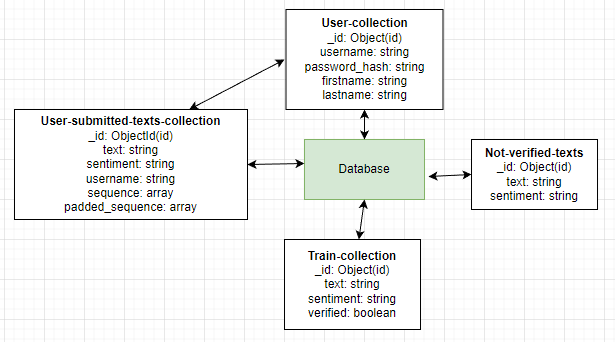 User-collection
_id: Object(id)
username: string
password_hash: string
firstname: string
lastname: string
User-submitted-texts-collection
_id: ObjectId(id)
text: string
sentiment: string
username: string
sequence: array
padded_sequence: array
Database
Not-verified-texts
_id: Object(id)
text: string
sentiment: string
Train-collection
_id: Object(id)
text: string
sentiment: string
verified: boolean